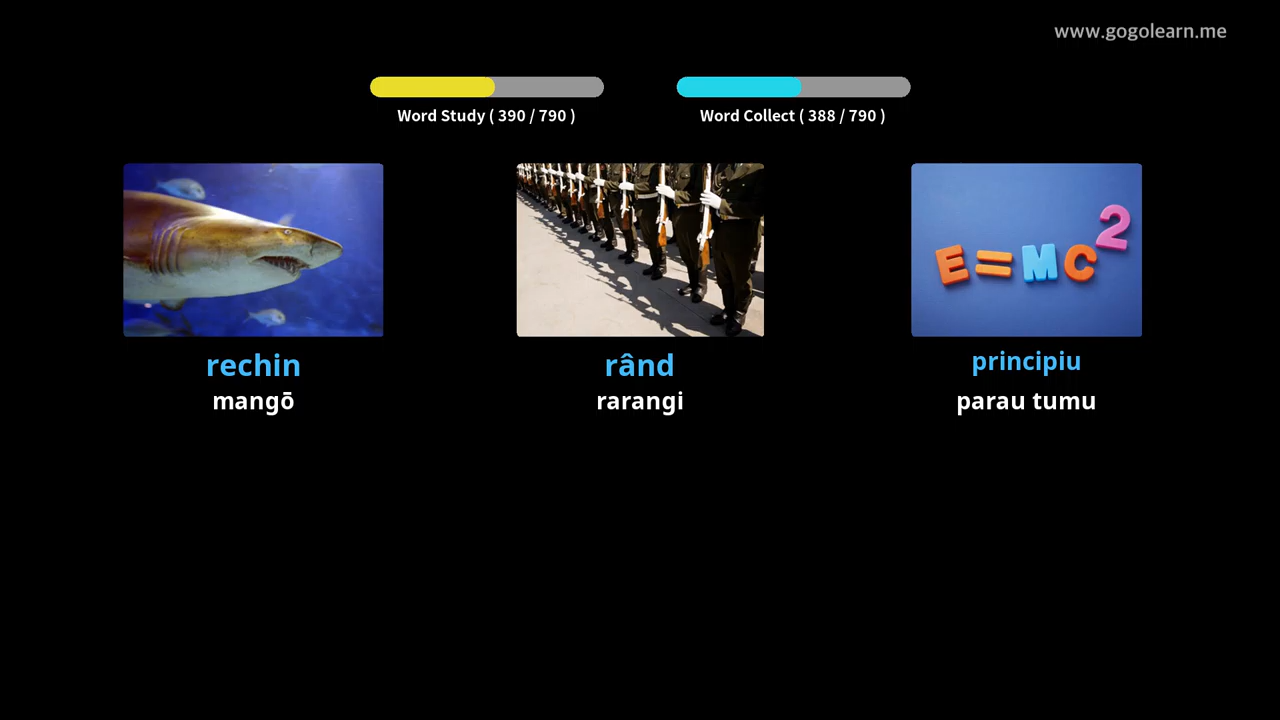 www.gogolearn.me
Word Study ( 390 / 790 )
Word Collect ( 388 / 790 )
E=MC2
rechin
rând
principiu
mangō
rarangi
parau tumu